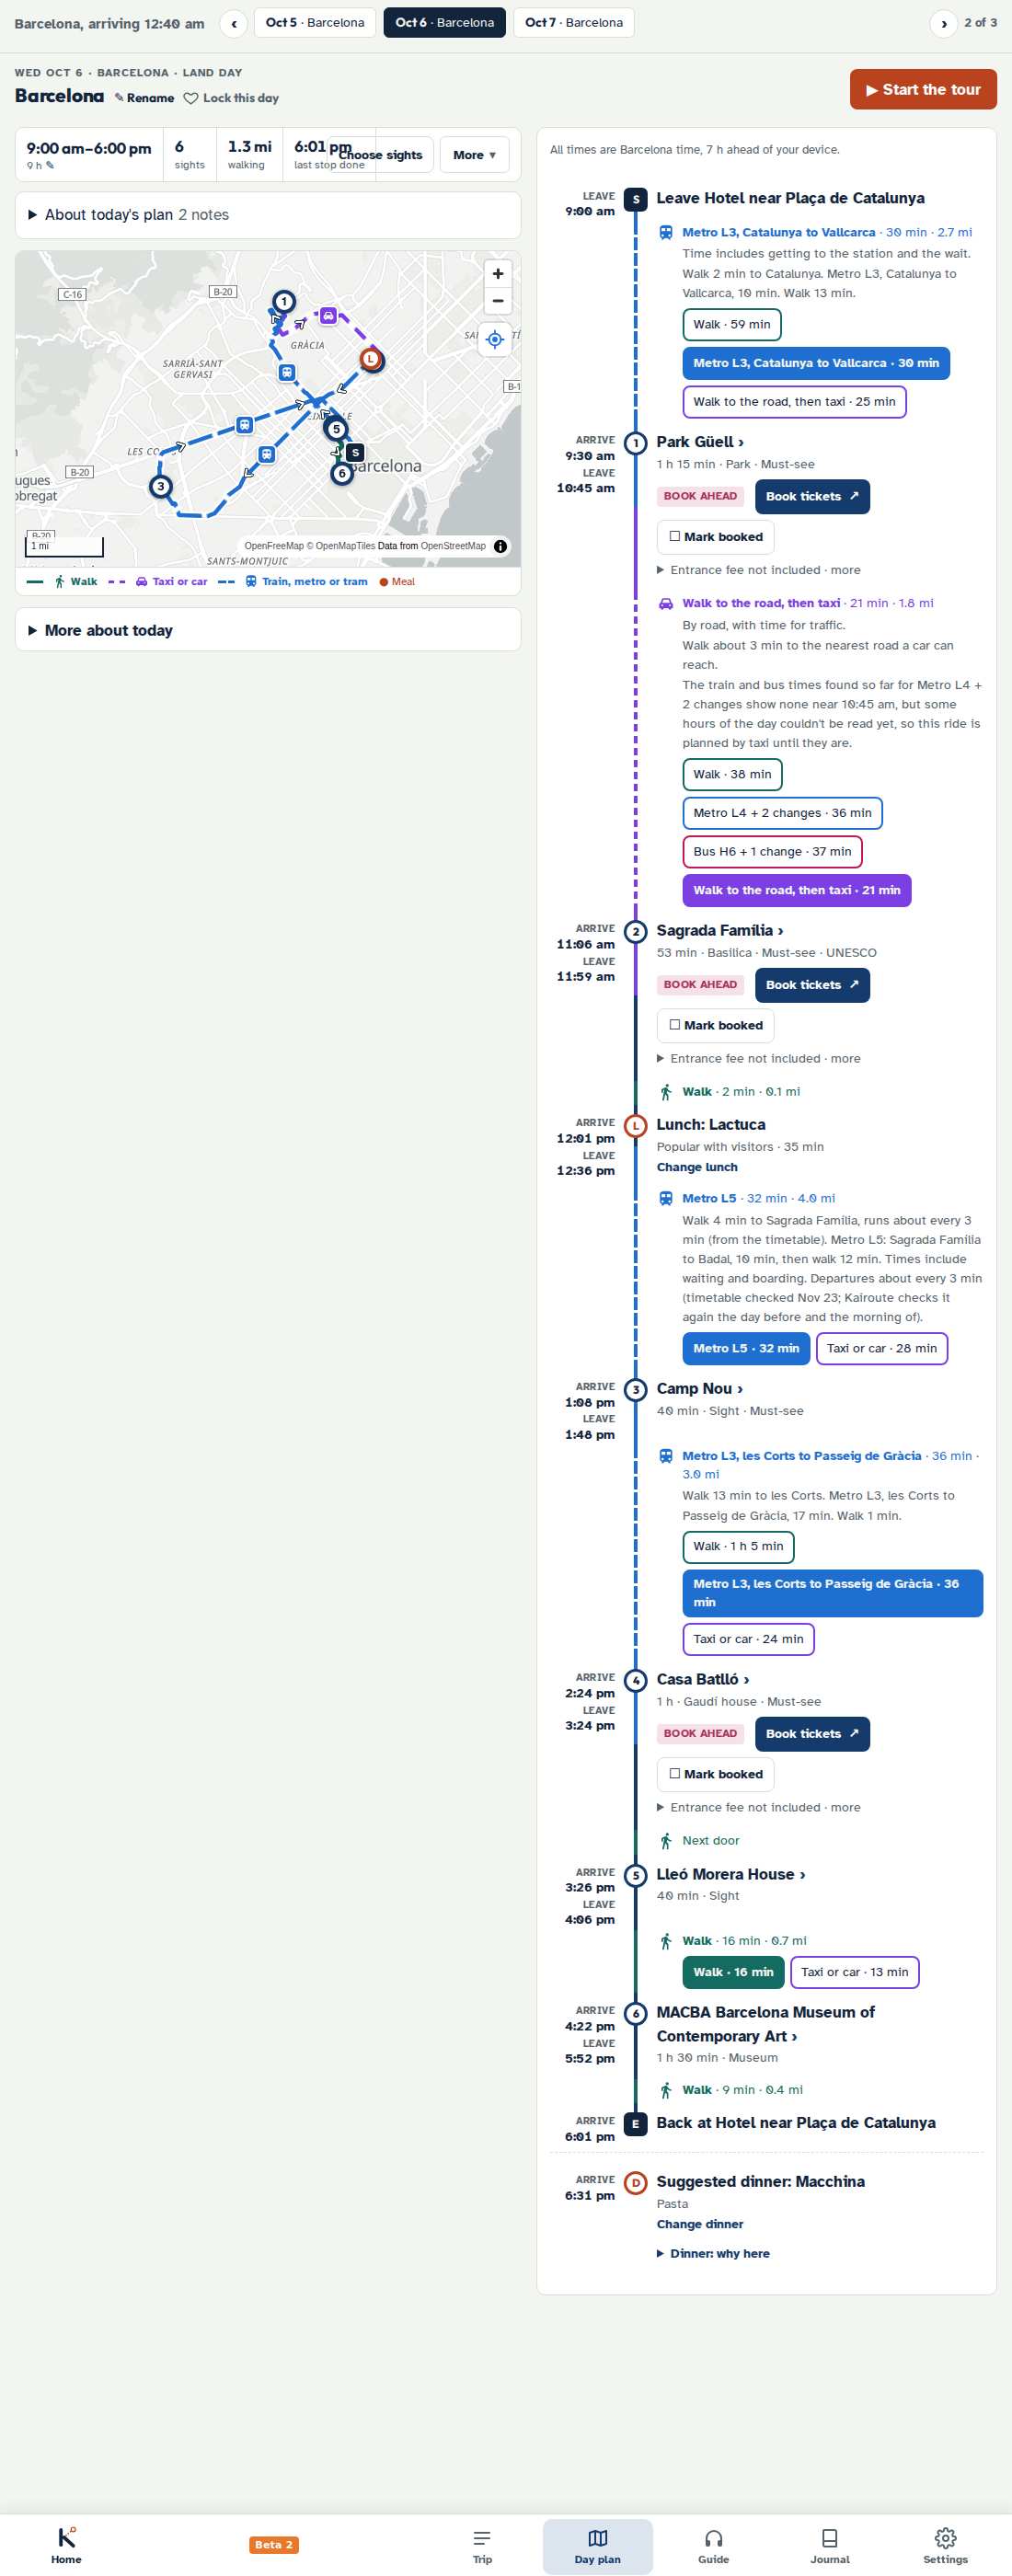 Barcelona, arriving 12:40 am
‹
Oct 5 · Barcelona
Oct 6 · Barcelona
Oct 7 · Barcelona
›
2 of 3
WED OCT 6 · BARCELONA · LAND DAY
Barcelona ✎ Rename Lock this day
▶ Start the tour
9:00 am–6:00 pm
9 h ✎
6
sights
1.3 mi
walking
6:01 pm
last stop done
Choose sights
More ▾
▶ About today's plan 2 notes
C-16
B-20
1
GRÀCIA
SARRIÀ-SANT
GERVASI
L
B-1
5
S
LES CO
Barcelona
B-20
6
3
ugues
obregat
B-20
1 mi
SANTS-MONTJUÏC
OpenFreeMap © OpenMapTiles Data from OpenStreetMap
Walk Taxi or car Train, metro or tram Meal
▶ More about today
All times are Barcelona time, 7 h ahead of your device.
LEAVE
9:00 am
S
Leave Hotel near Plaça de Catalunya
Metro L3, Catalunya to Vallcarca · 30 min · 2.7 mi
Time includes getting to the station and the wait.
Walk 2 min to Catalunya. Metro L3, Catalunya to
Vallcarca, 10 min. Walk 13 min.
Walk · 59 min
Metro L3, Catalunya to Vallcarca · 30 min
Walk to the road, then taxi · 25 min
ARRIVE
9:30 am
LEAVE
10:45 am
1
Park Güell ›
1 h 15 min · Park · Must-see
BOOK AHEAD
Book tickets ↗
☐ Mark booked
▶ Entrance fee not included · more
Walk to the road, then taxi · 21 min · 1.8 mi
By road, with time for traffic.
Walk about 3 min to the nearest road a car can
reach.
The train and bus times found so far for Metro L4 +
2 changes show none near 10:45 am, but some
hours of the day couldn't be read yet, so this ride is
planned by taxi until they are.
Walk · 38 min
Metro L4 + 2 changes · 36 min
Bus H6 + 1 change · 37 min
Walk to the road, then taxi · 21 min
ARRIVE
11:06 am
LEAVE
11:59 am
2
Sagrada Família ›
53 min · Basilica · Must-see · UNESCO
BOOK AHEAD
Book tickets ↗
☐ Mark booked
▶ Entrance fee not included · more
Walk · 2 min · 0.1 mi
ARRIVE
12:01 pm
LEAVE
12:36 pm
L
Lunch: Lactuca
Popular with visitors · 35 min
Change lunch
Metro L5 · 32 min · 4.0 mi
Walk 4 min to Sagrada Família, runs about every 3
min (from the timetable). Metro L5: Sagrada Família
to Badal, 10 min, then walk 12 min. Times include
waiting and boarding. Departures about every 3 min
(timetable checked Nov 23; Kairoute checks it
again the day before and the morning of).
Metro L5 · 32 min
Taxi or car · 28 min
ARRIVE
1:08 pm
LEAVE
1:48 pm
3
Camp Nou ›
40 min · Sight · Must-see
Metro L3, les Corts to Passeig de Gràcia · 36 min ·
3.0 mi
Walk 13 min to les Corts. Metro L3, les Corts to
Passeig de Gràcia, 17 min. Walk 1 min.
Walk · 1 h 5 min
Metro L3, les Corts to Passeig de Gràcia · 36
min
Taxi or car · 24 min
ARRIVE
2:24 pm
LEAVE
3:24 pm
4
Casa Batlló ›
1 h · Gaudí house · Must-see
BOOK AHEAD
Book tickets ↗
☐ Mark booked
▶ Entrance fee not included · more
Next door
ARRIVE
3:26 pm
LEAVE
4:06 pm
5
Lleó Morera House ›
40 min · Sight
Walk · 16 min · 0.7 mi
Walk · 16 min
Taxi or car · 13 min
ARRIVE
4:22 pm
LEAVE
5:52 pm
6
MACBA Barcelona Museum of
Contemporary Art ›
1 h 30 min · Museum
Walk · 9 min · 0.4 mi
ARRIVE
6:01 pm
E
Back at Hotel near Plaça de Catalunya
ARRIVE
6:31 pm
D
Suggested dinner: Macchina
Pasta
Change dinner
▶ Dinner: why here
Home
Beta 2
Trip
Day plan
Guide
Journal
Settings